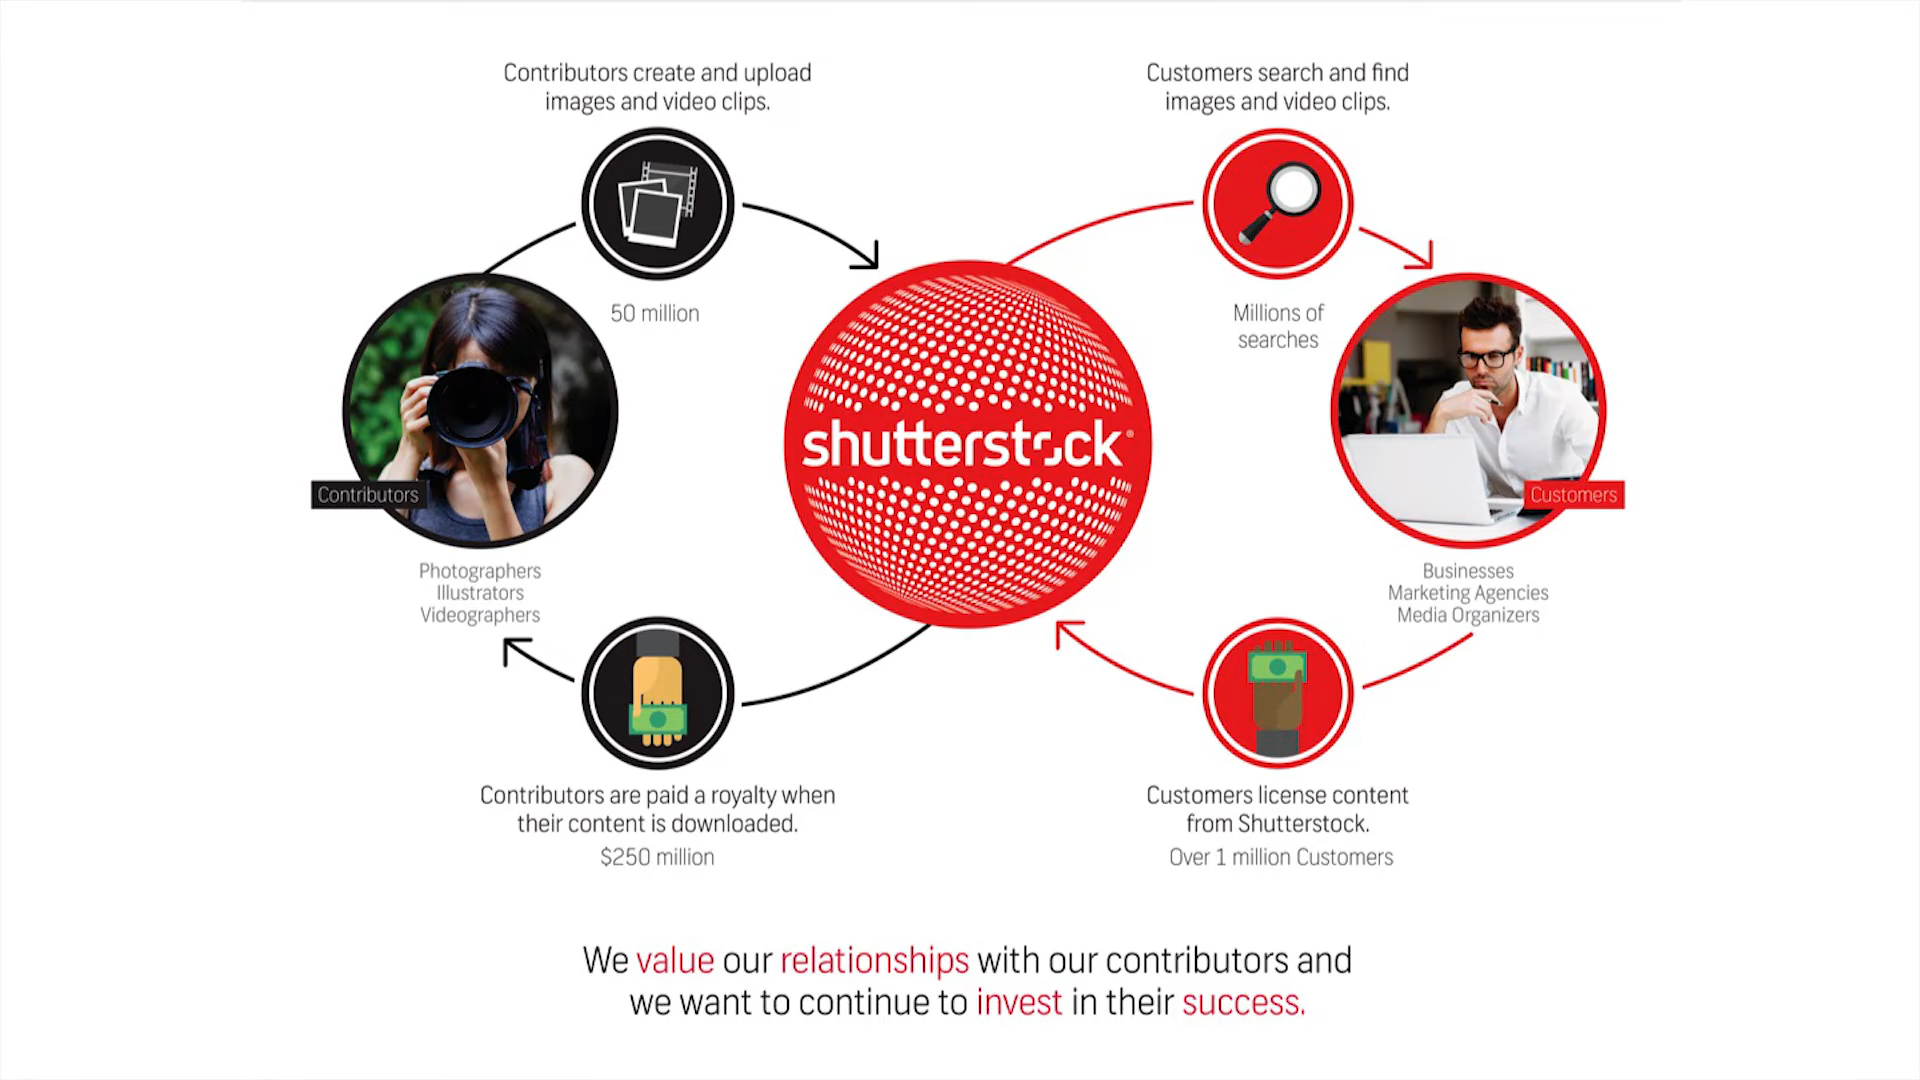 Contributors create and upload
images and video clips.
50 million
Contributors
Photographers
Illustrators
Videographers
Contributors are paid a royalty when
their content is downloaded.
$250 million
shutterstock®
Customers search and find
images and video clips.
Millions of
searches
Customers
Businesses
Marketing Agencies
Media Organizers
Customers license content
from Shutterstock.
Over 1 million Customers
We value our relationships with our contributors and
we want to continue to invest in their success.